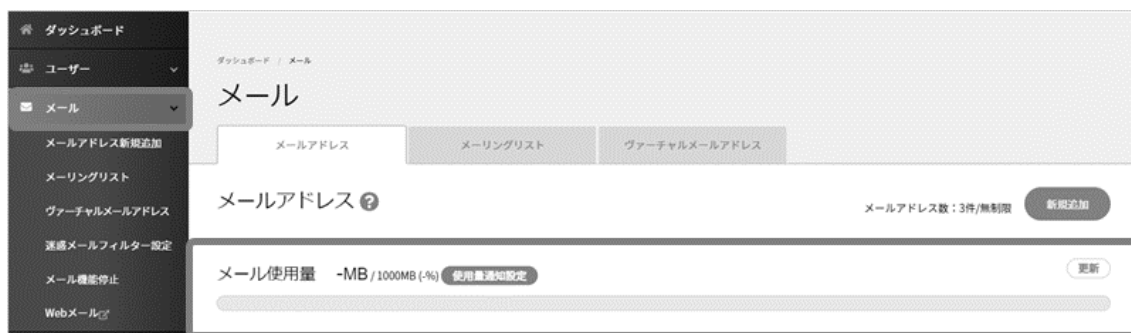 ダッシュボード
ユーザー
メール
メールアドレス新規追加
メーリングリスト
ヴァーチャルメールアドレス
迷惑メールフィルター設定
メール機能停止
Webメール
ダッシュボード / メール
メール
メールアドレス
メーリングリスト
ヴァーチャルメールアドレス
メールアドレス ?
メールアドレス数：3件/無制限
新規追加
メール使用量 -MB / 1000MB (-%) 使用量通知設定
更新